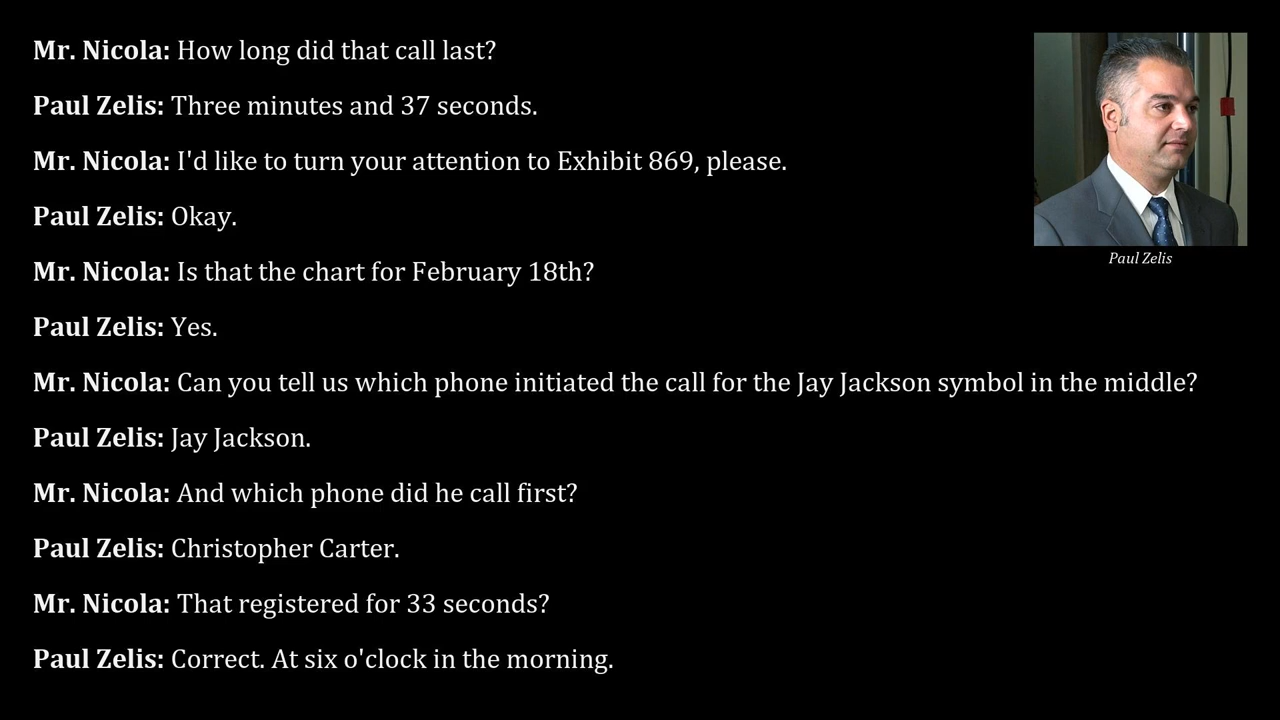 Mr. Nicola: How long did that call last?
Paul Zelis: Three minutes and 37 seconds.
Mr. Nicola: I'd like to turn your attention to Exhibit 869, please.
Paul Zelis: Okay.
Mr. Nicola: Is that the chart for February 18th?
Paul Zelis: Yes.
Mr. Nicola: Can you tell us which phone initiated the call for the Jay Jackson symbol in the middle?
Paul Zelis: Jay Jackson.
Mr. Nicola: And which phone did he call first?
Paul Zelis: Christopher Carter.
Mr. Nicola: That registered for 33 seconds?
Paul Zelis: Correct. At six o'clock in the morning.
Paul Zelis